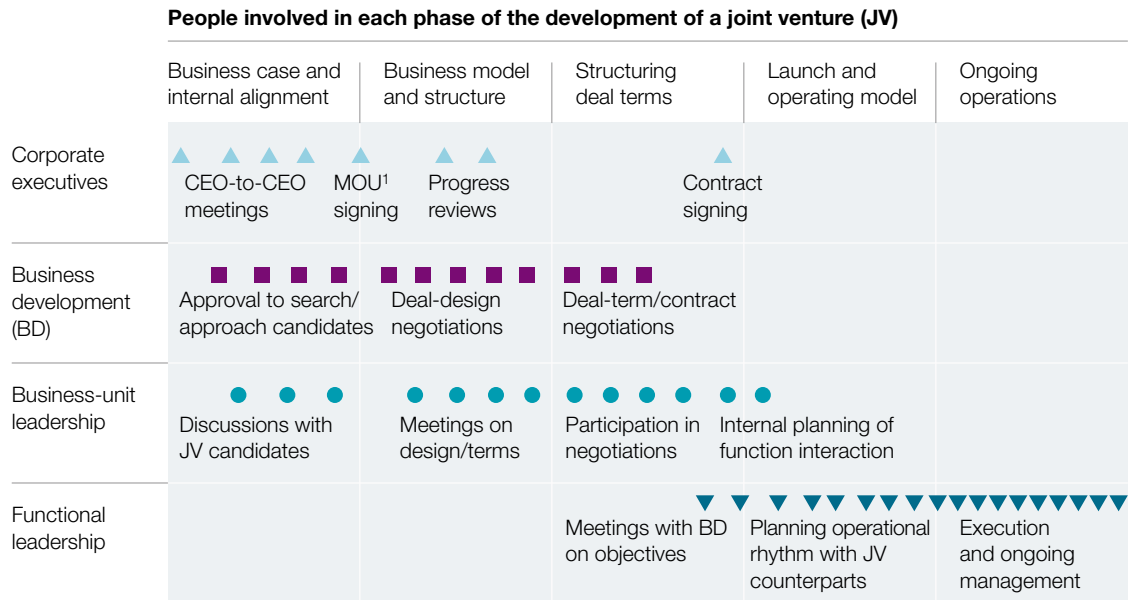 People involved in each phase of the development of a joint venture (JV)
Business case and
internal alignment
Business model
and structure
Structuring
deal terms
Launch and
operating model
Ongoing
operations
Corporate
executives
CEO-to-CEO
meetings
MOU¹
signing
Progress
reviews
Contract
signing
Business
development
(BD)
Approval to search/
approach candidates
Deal-design
negotiations
Deal-term/contract
negotiations
Business-unit
leadership
Discussions with
JV candidates
Meetings on
design/terms
Participation in
negotiations
Internal planning of
function interaction
Functional
leadership
Meetings with BD
on objectives
Planning operational
rhythm with JV
counterparts
Execution
and ongoing
management